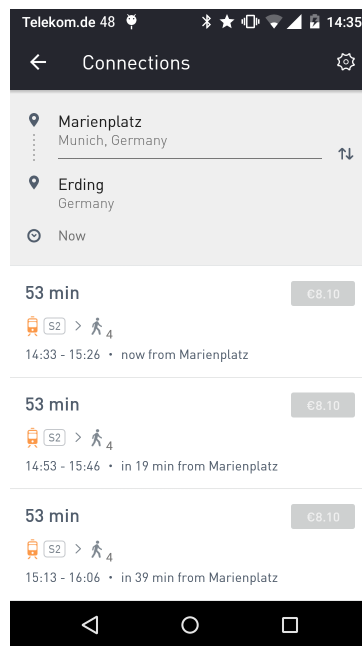 Telekom.de 48 14:35
Connections
Marienplatz
Munich, Germany
Erding
Germany
Now
53 min €8.10
S2 > 4
14:33 - 15:26 • now from Marienplatz
53 min €8.10
S2 > 4
14:53 - 15:46 • in 19 min from Marienplatz
53 min €8.10
S2 > 4
15:13 - 16:06 • in 39 min from Marienplatz